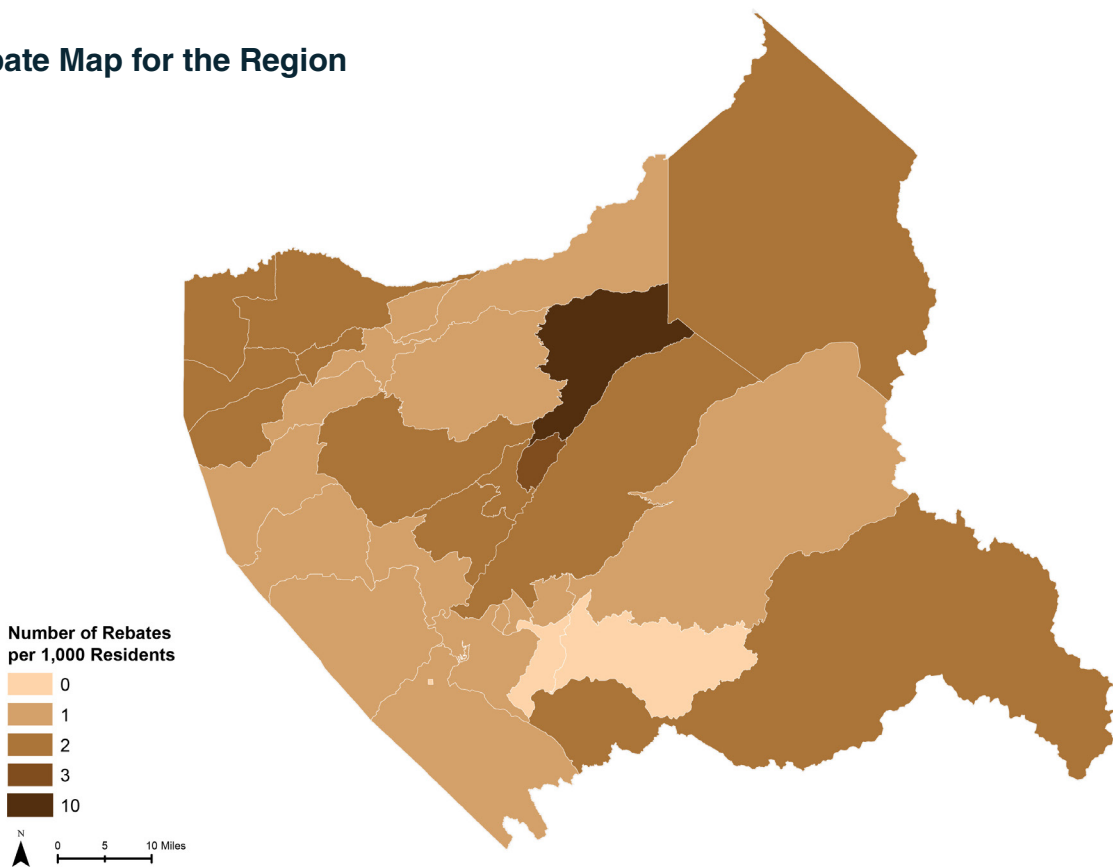 Map for the Region
Number of Rebates
per 1,000 Residents
0
1
2
3
10
N
0 5 10 Miles